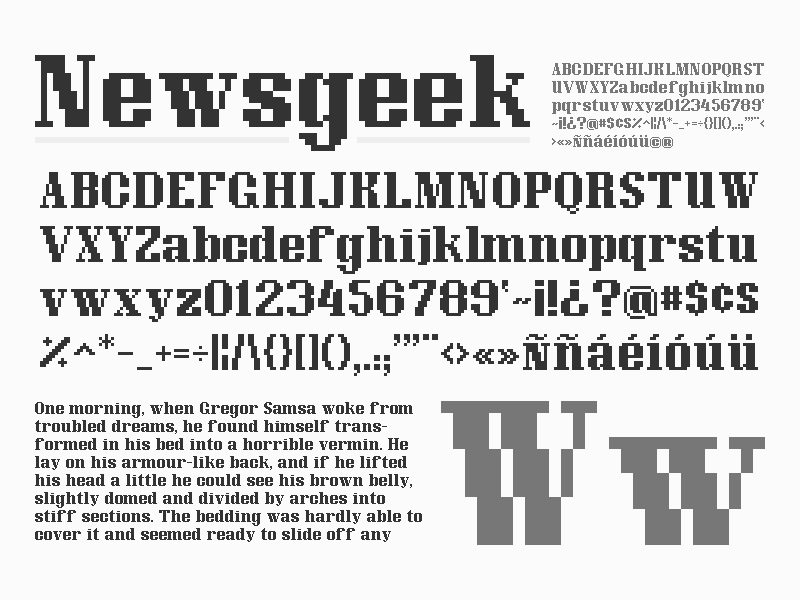 Newsgeek
ABCDEFGHIJKLMNOPQRST
UVWXYZabcdefghijklmno
pqrstuvwxyz0123456789'
~¡!¿?@#$¢S٪^|¦/\*-_+=÷{}[](),.:;’”¨‹
›«»Ññáéíóúü©®
ABCDEFGHIJKLMNOPQRSTUW
VXYZabcdefghijklmnopqrstu
vwxyz0123456789'~¡!¿?@#$¢S
٪^*-_+=÷|¦/\{}[](),.:;’”¨‹›«»Ññáéíóúü
One morning, when Gregor Samsa woke from
troubled dreams, he found himself trans-
formed in his bed into a horrible vermin. He
lay on his armour-like back, and if he lifted
his head a little he could see his brown belly,
slightly domed and divided by arches into
stiff sections. The bedding was hardly able to
cover it and seemed ready to slide off any
W w